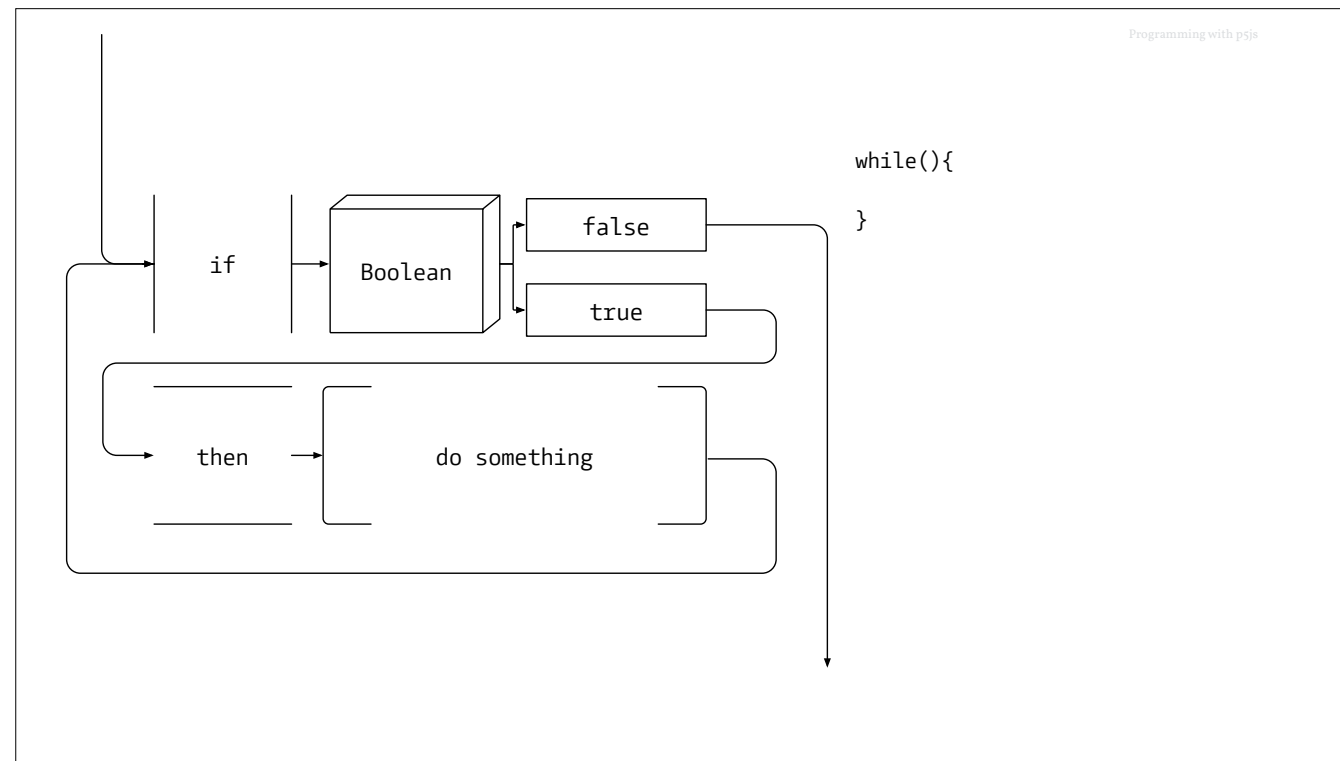 Programming with p5js
while(){
}
if
Boolean
false
true
then
do something